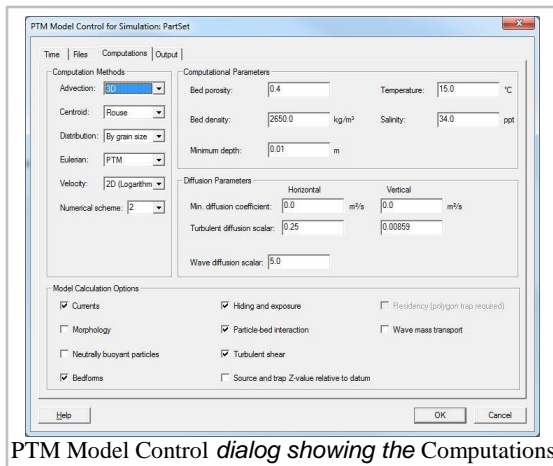 PTM Model Control for Simulation: PartSet
Time Files Computations Output
Computation Methods
Advection: 3D
Centroid: Rouse
Distribution: By grain size
Eulerian: PTM
Velocity: 2D (Logarithm
Numerical scheme: 2
Computational Parameters
Bed porosity: 0.4 Temperature: 15.0 °C
Bed density: 2650.0 kg/m³ Salinity: 34.0 ppt
Minimum depth: 0.01 m
Diffusion Parameters
Horizontal Vertical
Min. diffusion coefficient: 0.0 m²/s 0.0 m²/s
Turbulent diffusion scalar: 0.25 0.00859
Wave diffusion scalar: 5.0
Model Calculation Options
Currents Hiding and exposure Residency (polygon trap required)
Morphology Particle-bed interaction Wave mass transport
Neutrally buoyant particles Turbulent shear
Bedforms Source and trap Z-value relative to datum
Help OK Cancel
PTM Model Control dialog showing the Computations